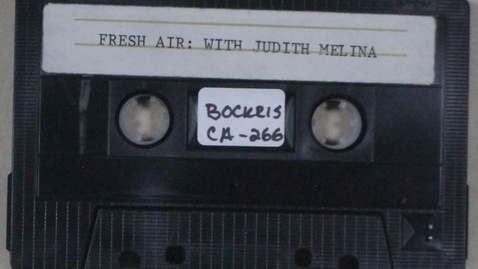 FRESH AIR: WITH JUDITH MELINA
BOCKRIS
CA-266